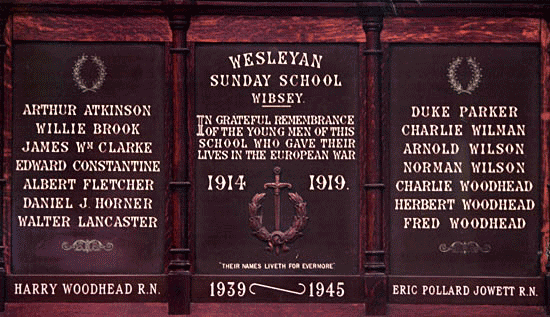 ARTHUR ATKINSON
WILLIE BROOK
JAMES WM CLARKE
EDWARD CONSTANTINE
ALBERT FLETCHER
DANIEL J. HORNER
WALTER LANCASTER
HARRY WOODHEAD R.N.
WESLEYAN
SUNDAY SCHOOL
WIBSEY.
IN GRATEFUL REMEMBRANCE
OF THE YOUNG MEN OF THIS
SCHOOL WHO GAVE THEIR
LIVES IN THE EUROPEAN WAR
1914 1919.
"THEIR NAMES LIVETH FOR EVERMORE"
1939 1945
DUKE PARKER
CHARLIE WILMAN
ARNOLD WILSON
NORMAN WILSON
CHARLIE WOODHEAD
HERBERT WOODHEAD
FRED WOODHEAD
ERIC POLLARD JOWETT R.N.